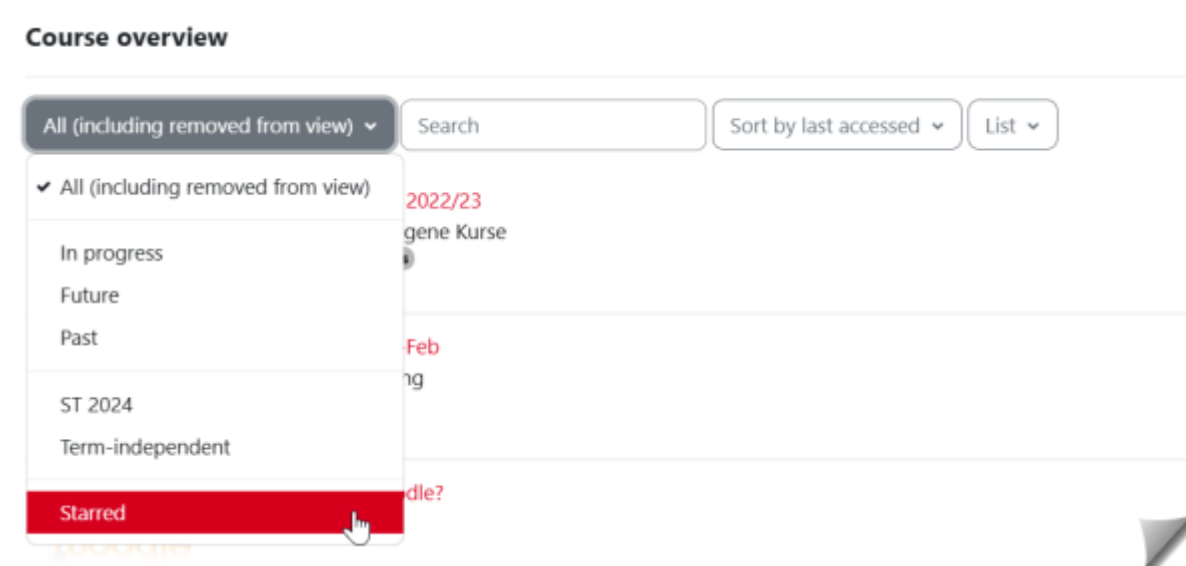 Course overview
All (including removed from view)
Search
Sort by last accessed
List
All (including removed from view)
2022/23
gene Kurse
In progress
Future
Past
-Feb
ng
ST 2024
Term-independent
dle?
Starred